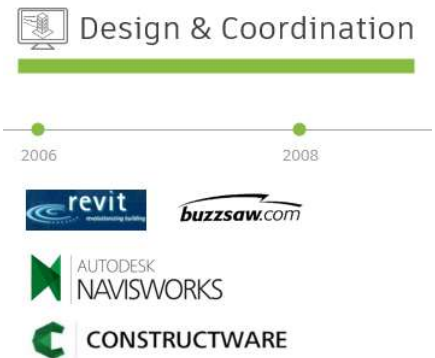 Design & Coordination
2006 2008
revit
revolutionizing building
buzzsaw.com
AUTODESK
NAVISWORKS
CONSTRUCTWARE